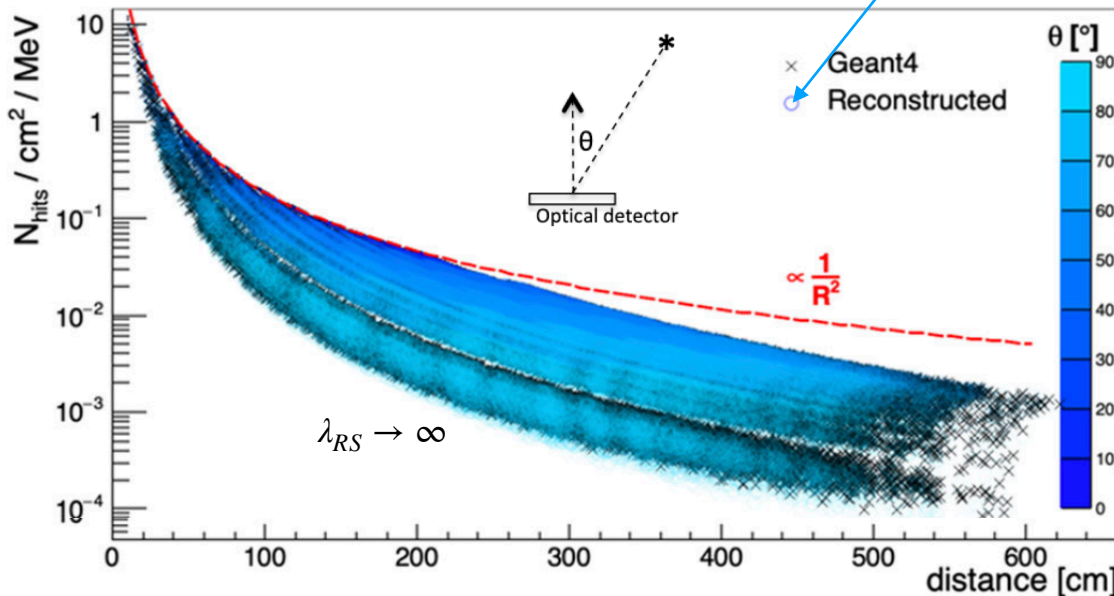 N_hits / cm² / MeV
10
1
10⁻¹
10⁻²
10⁻³
10⁻⁴
0
100
200
300
400
500
600
distance [cm]
*
θ
Optical detector
× Geant4
Reconstructed
∝ 1/R²
λ_RS → ∞
θ [°]
90
80
70
60
50
40
30
20
10
0